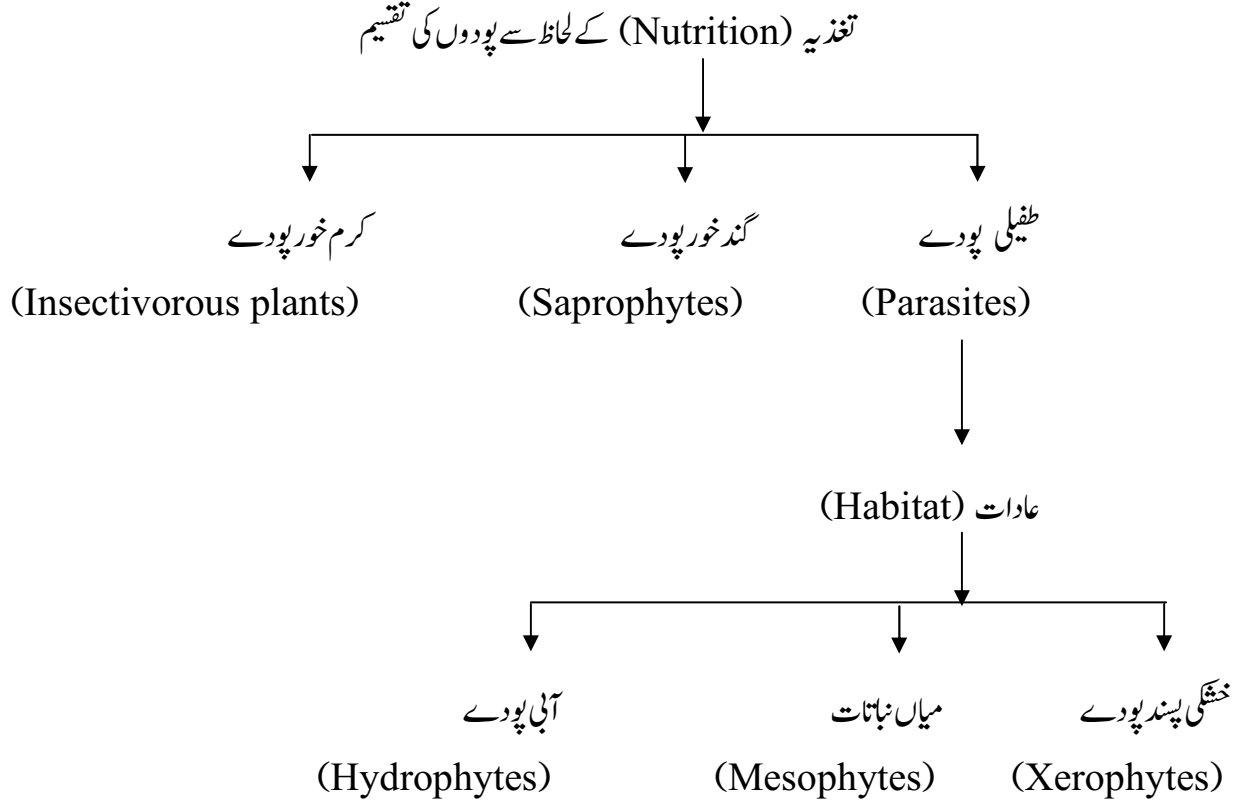 تغذیہ (Nutrition) کے لحاظ سے پودوں کی تقسیم
طفیلی پودے
(Parasites)
گند خور پودے
(Saprophytes)
کرم خور پودے
(Insectivorous plants)
عادات (Habitat)
خشکی پسند پودے
(Xerophytes)
میاں نباتات
(Mesophytes)
آبی پودے
(Hydrophytes)